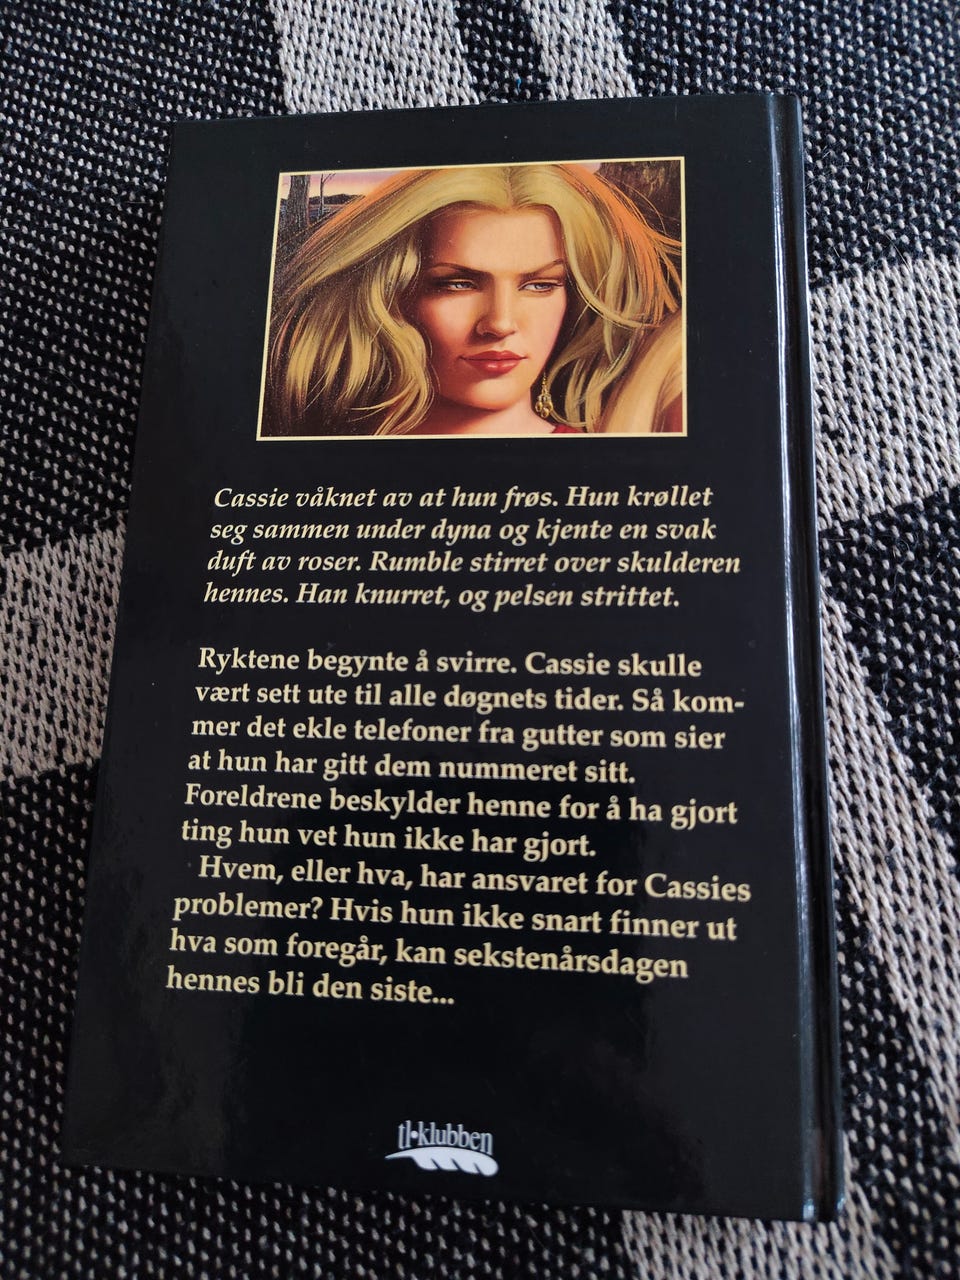 Cassie våknet av at hun frøs. Hun krøllet
seg sammen under dyna og kjente en svak
duft av roser. Rumble stirret over skulderen
hennes. Han knurret, og pelsen strittet.
Ryktene begynte å svirre. Cassie skulle
vært sett ute til alle døgnets tider. Så kom-
mer det ekle telefoner fra gutter som sier
at hun har gitt dem nummeret sitt.
Foreldrene beskylder henne for å ha gjort
ting hun vet hun ikke har gjort.
Hvem, eller hva, har ansvaret for Cassies
problemer? Hvis hun ikke snart finner ut
hva som foregår, kan sekstenårsdagen
hennes bli den siste...
tl•klubben